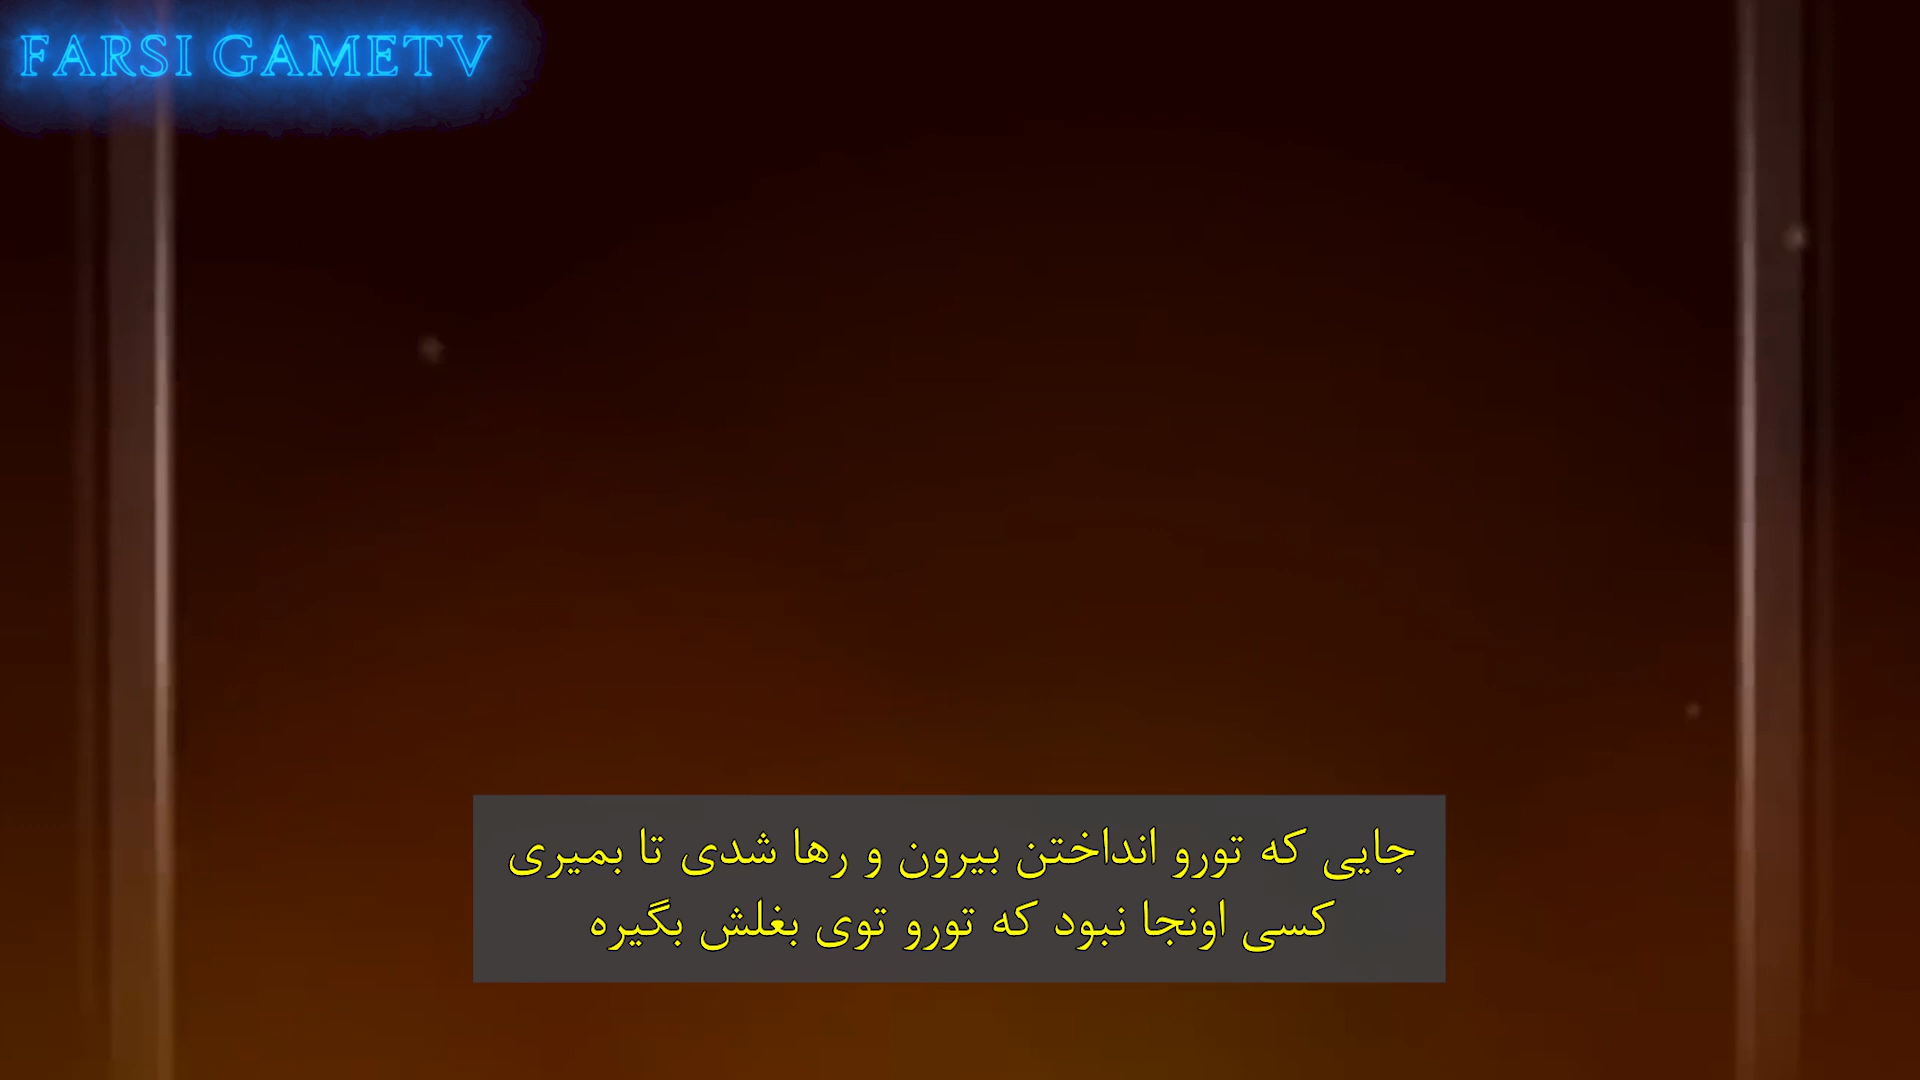 FARSI GAMETV
جایی که تورو انداختن بیرون و رها شدی تا بمیری
کسی اونجا نبود که تورو توی بغلش بگیره